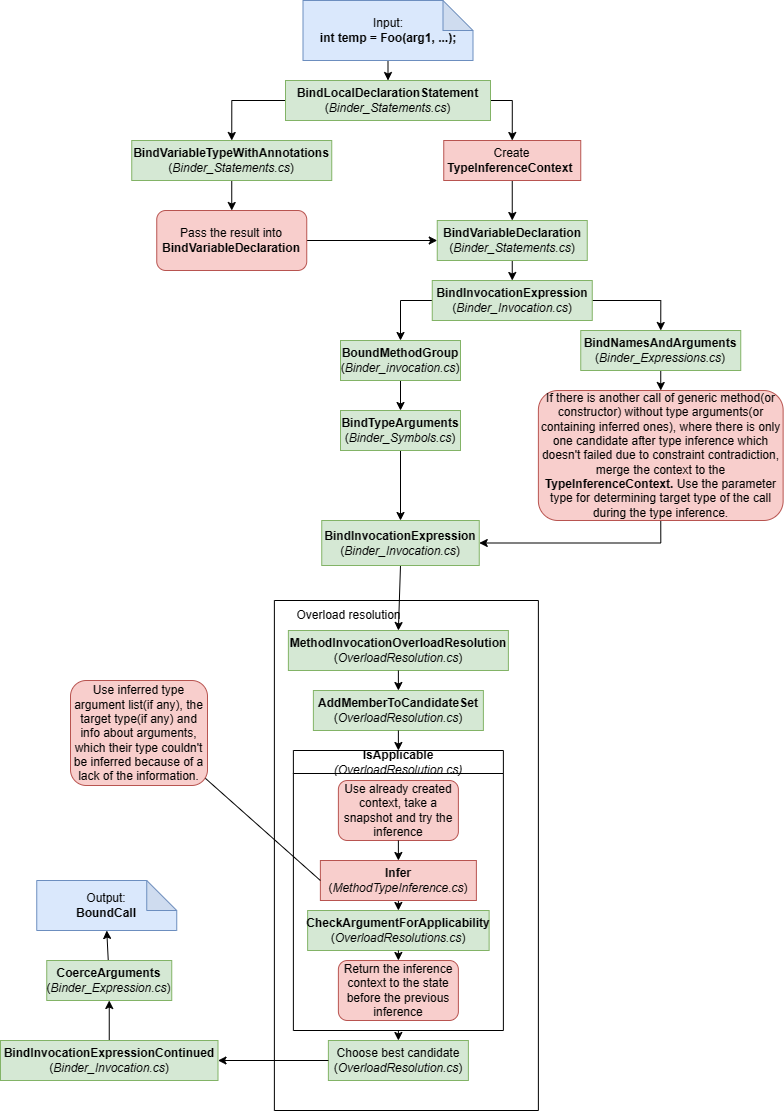 Input:
int temp = Foo(arg1, ...);
BindLocalDeclarationStatement
(Binder_Statements.cs)
BindVariableTypeWithAnnotations
(Binder_Statements.cs)
Create
TypeInferenceContext
Pass the result into
BindVariableDeclaration
BindVariableDeclaration
(Binder_Statements.cs)
BindInvocationExpression
(Binder_Invocation.cs)
BoundMethodGroup
(Binder_invocation.cs)
BindNamesAndArguments
(Binder_Expressions.cs)
BindTypeArguments
(Binder_Symbols.cs)
If there is another call of generic method(or
constructor) without type arguments(or
containing inferred ones), where there is only
one candidate after type inference which
doesn't failed due to constraint contradiction,
merge the context to the
TypeInferenceContext. Use the parameter
type for determining target type of the call
during the type inference.
BindInvocationExpression
(Binder_Invocation.cs)
Overload resolution
MethodInvocationOverloadResolution
(OverloadResolution.cs)
AddMemberToCandidateSet
(OverloadResolution.cs)
IsApplicable
(OverloadResolution.cs)
Use inferred type
argument list(if any), the
target type(if any) and
info about arguments,
which their type couldn't
be inferred because of a
lack of the information.
Use already created
context, take a
snapshot and try the
inference
Infer
(MethodTypeInference.cs)
CheckArgumentForApplicability
(OverloadResolutions.cs)
Return the inference
context to the state
before the previous
inference
Choose best candidate
(OverloadResolution.cs)
BindInvocationExpressionContinued
(Binder_Invocation.cs)
CoerceArguments
(Binder_Expression.cs)
Output:
BoundCall